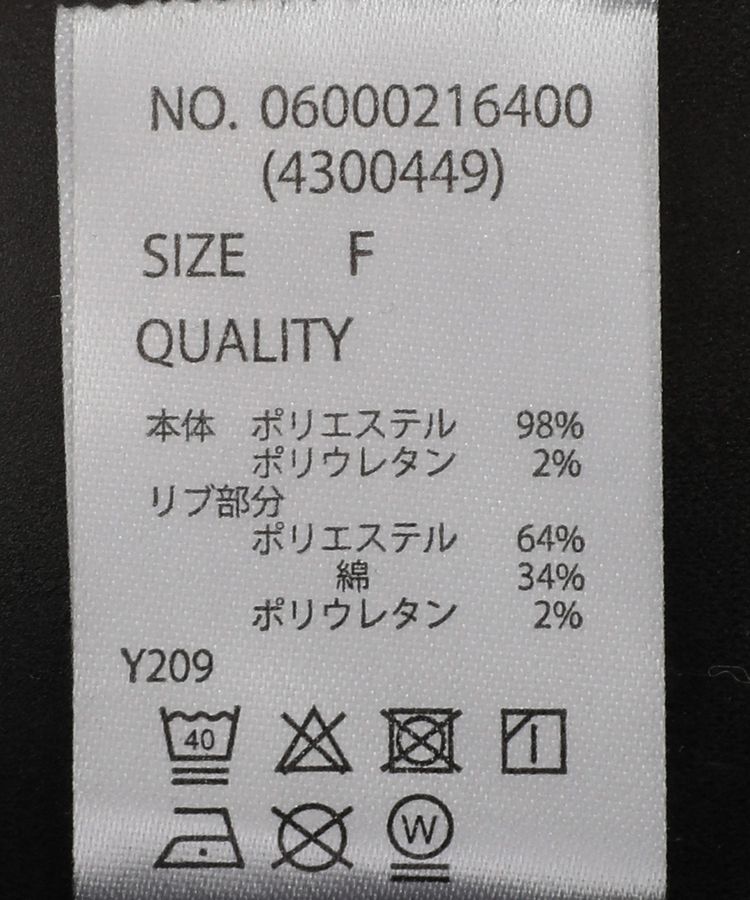 NO. 06000216400
(4300449)
SIZE F
QUALITY
本体 ポリエステル 98%
ポリウレタン 2%
リブ部分
ポリエステル 64%
綿 34%
ポリウレタン 2%
Y209
40
W